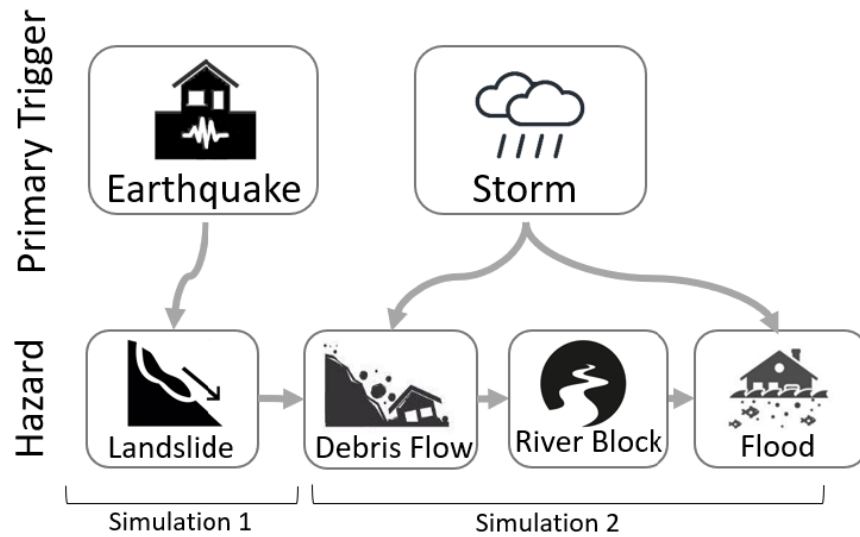 Primary Trigger
Earthquake
Storm
Hazard
Landslide
Debris Flow
River Block
Flood
Simulation 1
Simulation 2